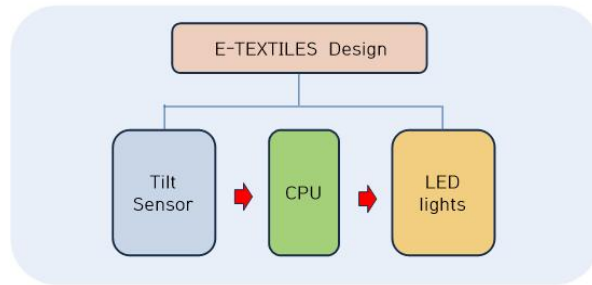 E-TEXTILES Design
Tilt
Sensor
CPU
LED
lights